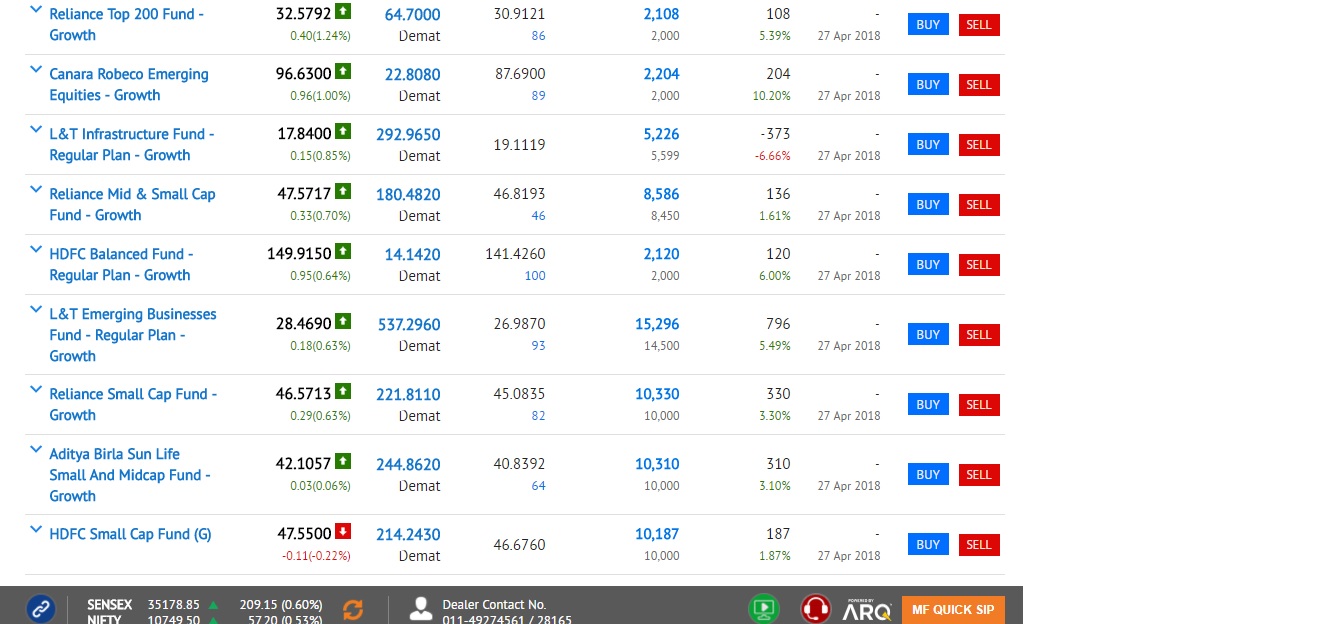 Reliance Top 200 Fund - 32.5792 64.7000 30.9121 2,108 108 - BUY SELL
Growth 0.40(1.24%) Demat 86 2,000 5.39% 27 Apr 2018
Canara Robeco Emerging 96.6300 22.8080 87.6900 2,204 204 - BUY SELL
Equities - Growth 0.96(1.00%) Demat 89 2,000 10.20% 27 Apr 2018
L&T Infrastructure Fund - 17.8400 292.9650 19.1119 5,226 -373 - BUY SELL
Regular Plan - Growth 0.15(0.85%) Demat 5,599 -6.66% 27 Apr 2018
Reliance Mid & Small Cap 47.5717 180.4820 46.8193 8,586 136 - BUY SELL
Fund - Growth 0.33(0.70%) Demat 46 8,450 1.61% 27 Apr 2018
HDFC Balanced Fund - 149.9150 14.1420 141.4260 2,120 120 - BUY SELL
Regular Plan - Growth 0.95(0.64%) Demat 100 2,000 6.00% 27 Apr 2018
L&T Emerging Businesses
Fund - Regular Plan - 28.4690 537.2960 26.9870 15,296 796 - BUY SELL
Growth 0.18(0.63%) Demat 93 14,500 5.49% 27 Apr 2018
Reliance Small Cap Fund - 46.5713 221.8110 45.0835 10,330 330 - BUY SELL
Growth 0.29(0.63%) Demat 82 10,000 3.30% 27 Apr 2018
Aditya Birla Sun Life
Small And Midcap Fund - 42.1057 244.8620 40.8392 10,310 310 - BUY SELL
Growth 0.03(0.06%) Demat 64 10,000 3.10% 27 Apr 2018
HDFC Small Cap Fund (G) 47.5500 214.2430 46.6760 10,187 187 - BUY SELL
-0.11(-0.22%) Demat 10,000 1.87% 27 Apr 2018
SENSEX 35178.85 209.15 (0.60%) Dealer Contact No. POWERED BY ARQ MF QUICK SIP
NIFTY 10749.50 57.20 (0.53%) 011-49274561 / 28165